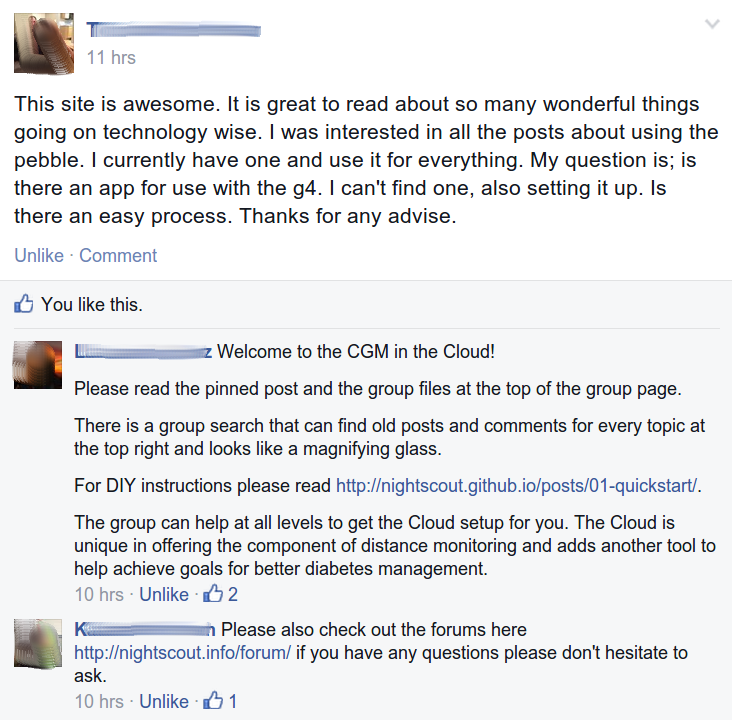 11 hrs
This site is awesome. It is great to read about so many wonderful things
going on technology wise. I was interested in all the posts about using the
pebble. I currently have one and use it for everything. My question is; is
there an app for use with the g4. I can't find one, also setting it up. Is
there an easy process. Thanks for any advise.
Unlike · Comment
You like this.
Welcome to the CGM in the Cloud!
Please read the pinned post and the group files at the top of the group page.
There is a group search that can find old posts and comments for every topic at
the top right and looks like a magnifying glass.
For DIY instructions please read http://nightscout.github.io/posts/01-quickstart/.
The group can help at all levels to get the Cloud setup for you. The Cloud is
unique in offering the component of distance monitoring and adds another tool to
help achieve goals for better diabetes management.
10 hrs · Unlike · 2
Please also check out the forums here
http://nightscout.info/forum/ if you have any questions please don't hesitate to
ask.
10 hrs · Unlike · 1